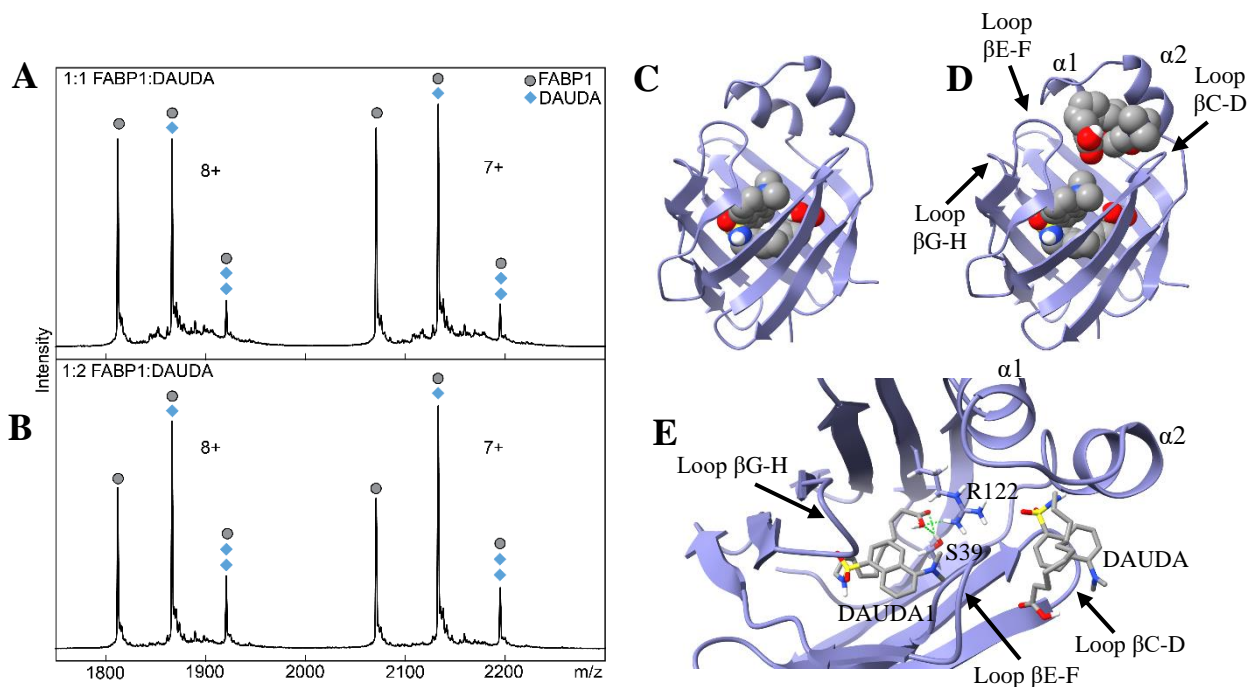 A
1:1 FABP1:DAUDA
FABP1
DAUDA
8+
7+
Intensity
B
1:2 FABP1:DAUDA
8+
7+
1800
1900
2000
2100
2200
m/z
C
D
Loop
βE-F
α1
α2
Loop
βC-D
Loop
βG-H
E
α1
α2
Loop βG-H
R122
S39
DAUDA1
DAUDA
Loop βC-D
Loop βE-F